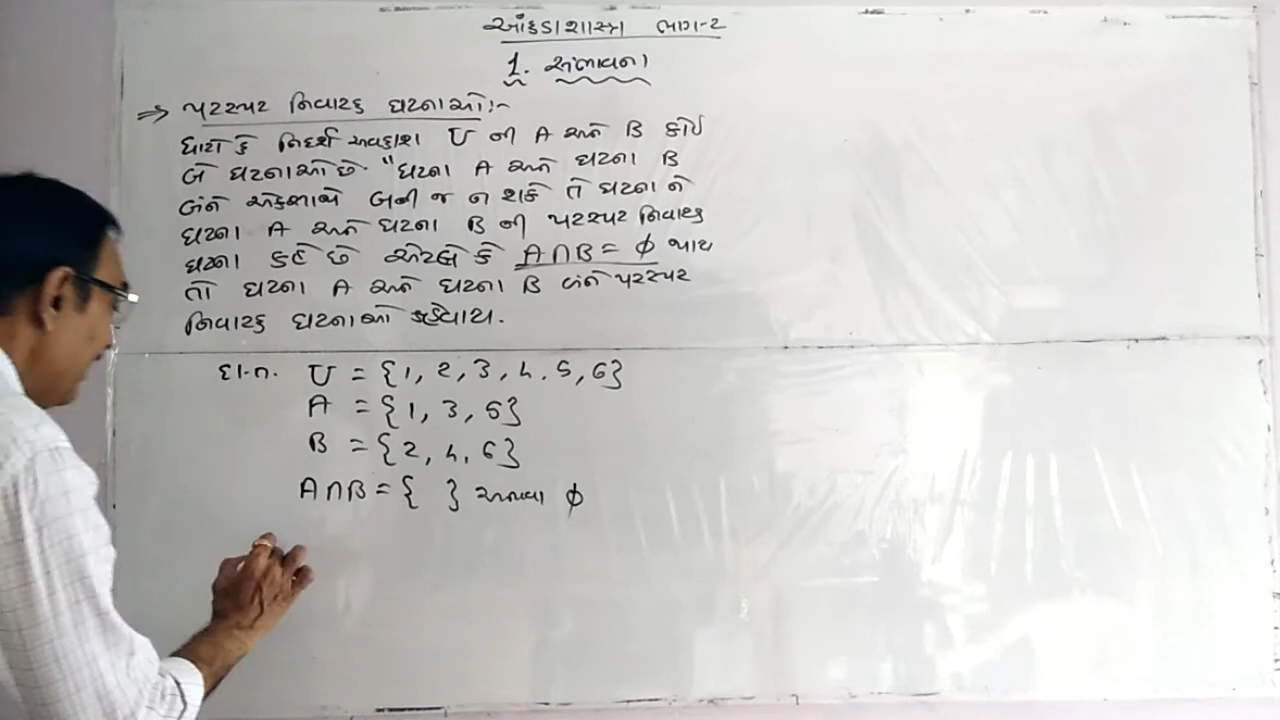 આંકડાશાસ્ત્ર ભાગ-૨
1. સંભાવના
⇒ પરસ્પર નિવારક ઘટનાઓ:-
ધારો કે નિદર્શ અવકાશ U ની A અને B કોઈ
બે ઘટનાઓ છે. "ઘટના A અને ઘટના B
બંને એકસાથે બની જ ન શકે તો ઘટના ને
ઘટના A અને ઘટના B ની પરસ્પર નિવારક
ઘટના કહે છે એટલે કે A∩B = ϕ થાય
તો ઘટના A અને ઘટના B બંને પરસ્પર
નિવારક ઘટનાઓ કહેવાય.
દા.ત. U = {1, 2, 3, 4, 5, 6}
A = {1, 3, 5}
B = {2, 4, 6}
A∩B = { } અથવા ϕ